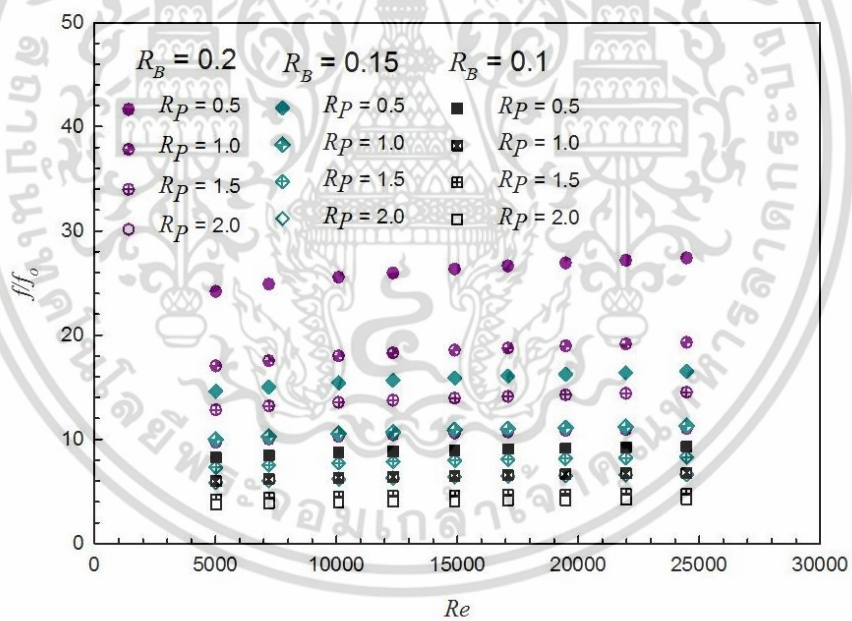 50
40
30
20
10
0
f/f_o
R_B = 0.2 R_B = 0.15 R_B = 0.1
R_P = 0.5 R_P = 0.5 R_P = 0.5
R_P = 1.0 R_P = 1.0 R_P = 1.0
R_P = 1.5 R_P = 1.5 R_P = 1.5
R_P = 2.0 R_P = 2.0 R_P = 2.0
0 5000 10000 15000 20000 25000 30000
Re